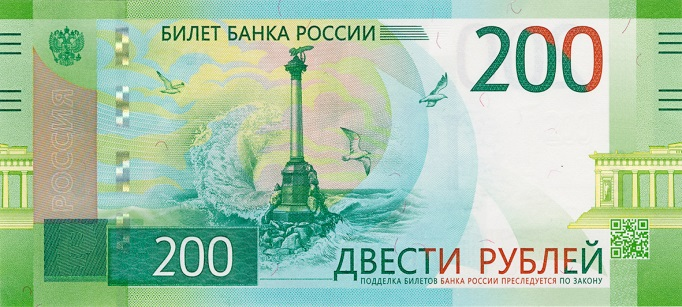 БИЛЕТ БАНКА РОССИИ
200
РОССИЯ
200
ДВЕСТИ РУБЛЕЙ
ПОДДЕЛКА БИЛЕТОВ БАНКА РОССИИ ПРЕСЛЕДУЕТСЯ ПО ЗАКОНУ